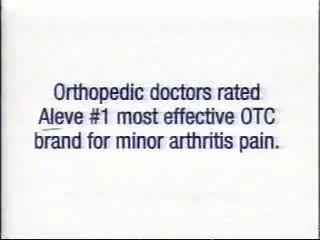 Orthopedic doctors rated
Aleve #1 most effective OTC
brand for minor arthritis pain.